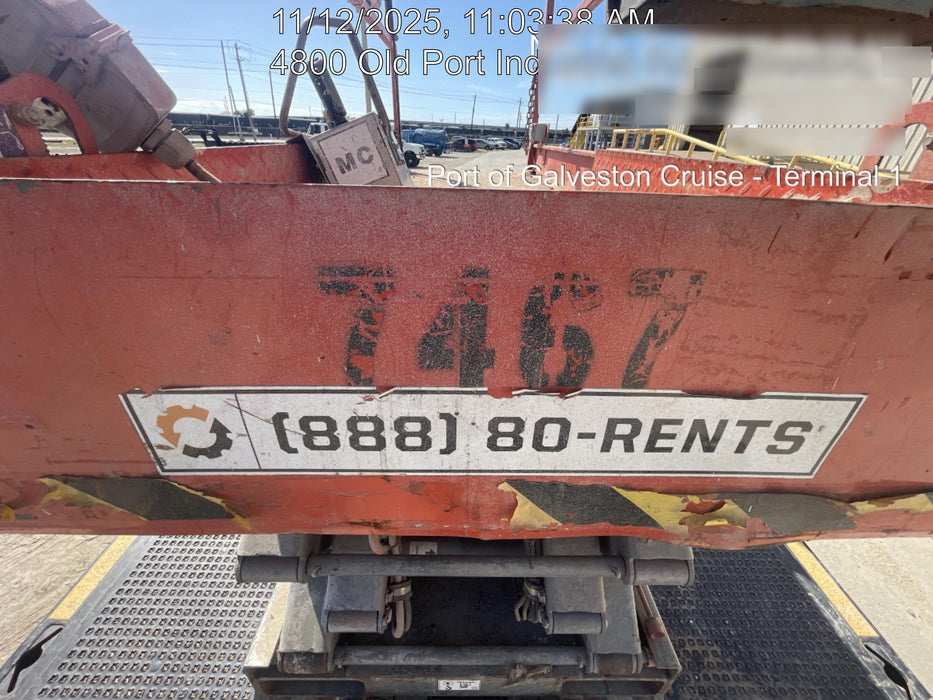 11/12/2025, 11:03:38 AM
4800 Old Port Ind
Port of Galveston Cruise - Terminal 1
MC
7467
(888) 80-RENTS